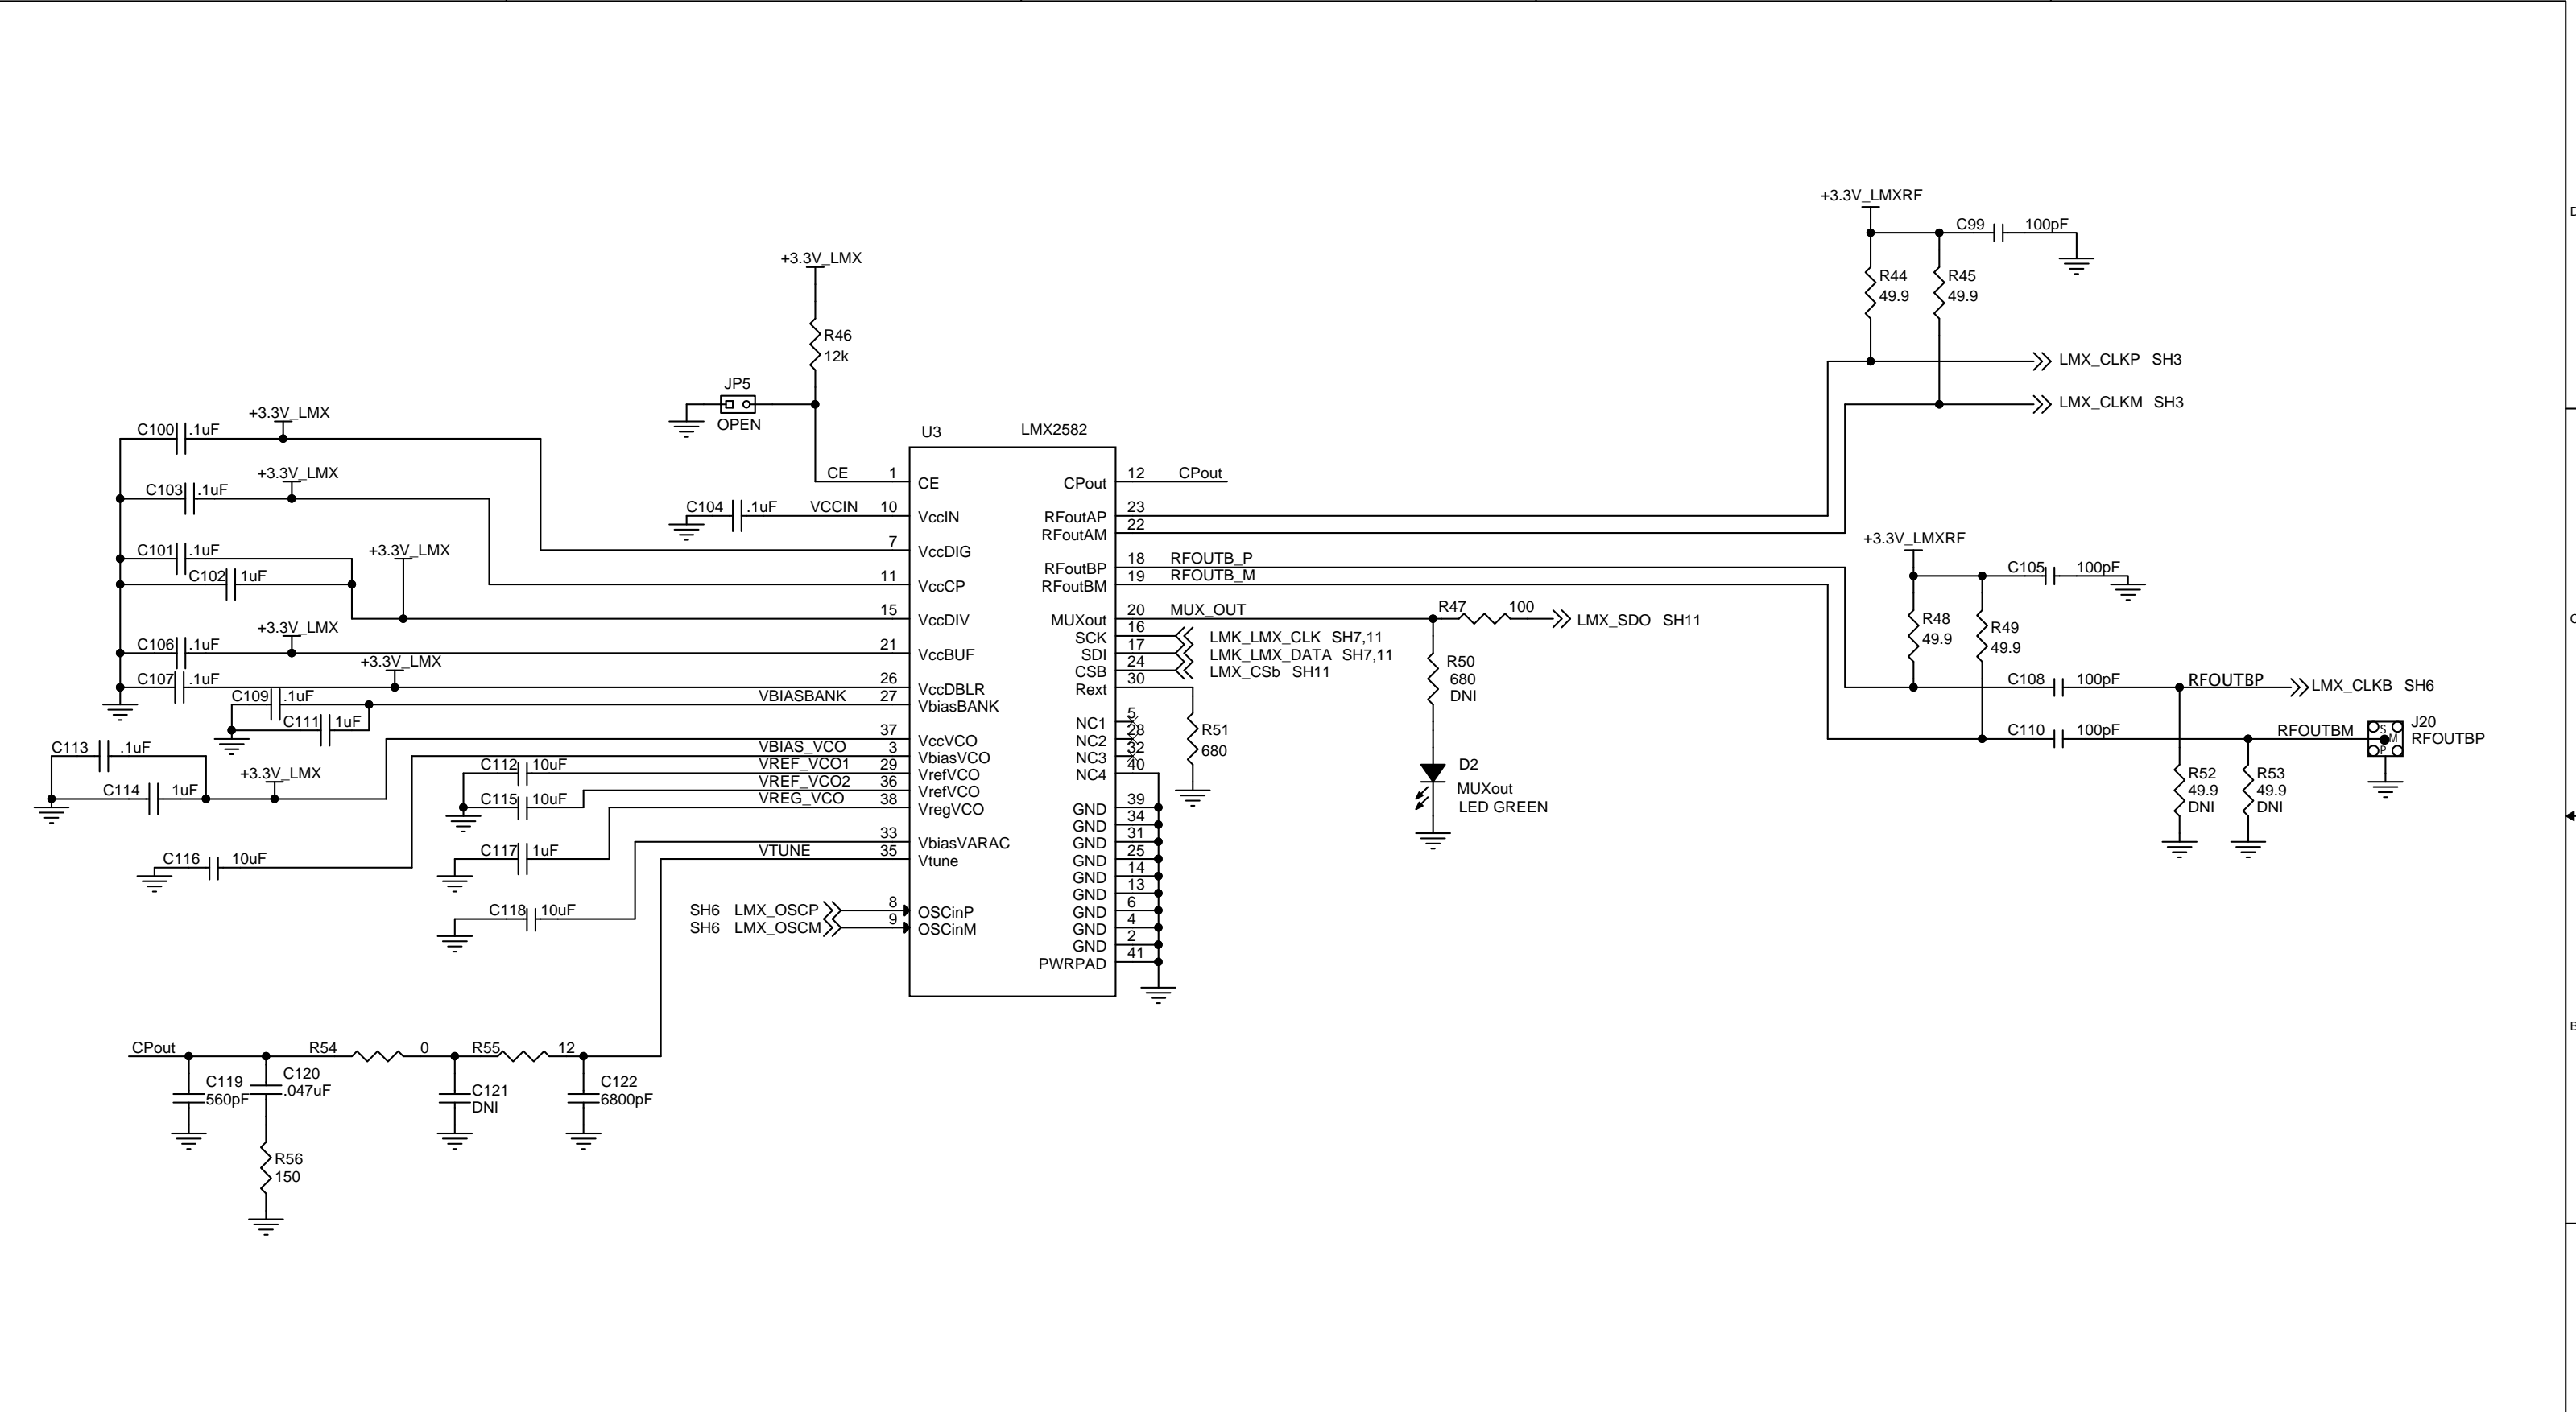 +3.3V_LMXRF
C99 100pF
R44
49.9
R45
49.9
LMX_CLKP SH3
LMX_CLKM SH3
+3.3V_LMX
R46
12k
JP5
OPEN
U3 LMX2582
+3.3V_LMX
C100 .1uF
+3.3V_LMX
C103 .1uF
C101 .1uF
+3.3V_LMX
C102 1uF
+3.3V_LMX
C106 .1uF
+3.3V_LMX
C107 .1uF
C109 .1uF
C111 1uF
C113 .1uF
+3.3V_LMX
C114 1uF
C116 10uF
C104 .1uF VCCIN
C112 10uF
C115 10uF
C117 1uF
C118 10uF
SH6 LMX_OSCP
SH6 LMX_OSCM
CE 1 CE
10 VccIN
7 VccDIG
11 VccCP
15 VccDIV
21 VccBUF
26 VccDBLR
VBIASBANK 27 VbiasBANK
37 VccVCO
VBIAS_VCO 3 VbiasVCO
VREF_VCO1 29 VrefVCO
VREF_VCO2 36 VrefVCO
VREG_VCO 38 VregVCO
33 VbiasVARAC
VTUNE 35 Vtune
8 OSCinP
9 OSCinM
CPout 12 CPout
RFoutAP 23
RFoutAM 22
RFoutBP 18 RFOUTB_P
RFoutBM 19 RFOUTB_M
MUXout 20 MUX_OUT
SCK 16 LMK_LMX_CLK SH7,11
SDI 17 LMK_LMX_DATA SH7,11
CSB 24 LMX_CSb SH11
Rext 30
NC1 5
NC2 28
NC3 32
NC4 40
GND 39
GND 34
GND 31
GND 25
GND 14
GND 13
GND 6
GND 4
GND 2
PWRPAD 41
R51
680
R47 100
LMX_SDO SH11
R50
680
DNI
D2
MUXout
LED GREEN
+3.3V_LMXRF
C105 100pF
R48
49.9
R49
49.9
C108 100pF
RFOUTBP
LMX_CLKB SH6
C110 100pF
RFOUTBM
J20
RFOUTBP
S
M
P
R52
49.9
DNI
R53
49.9
DNI
CPout
R54 0
R55 12
C119
560pF
C120
.047uF
C121
DNI
C122
6800pF
R56
150
D
C
B